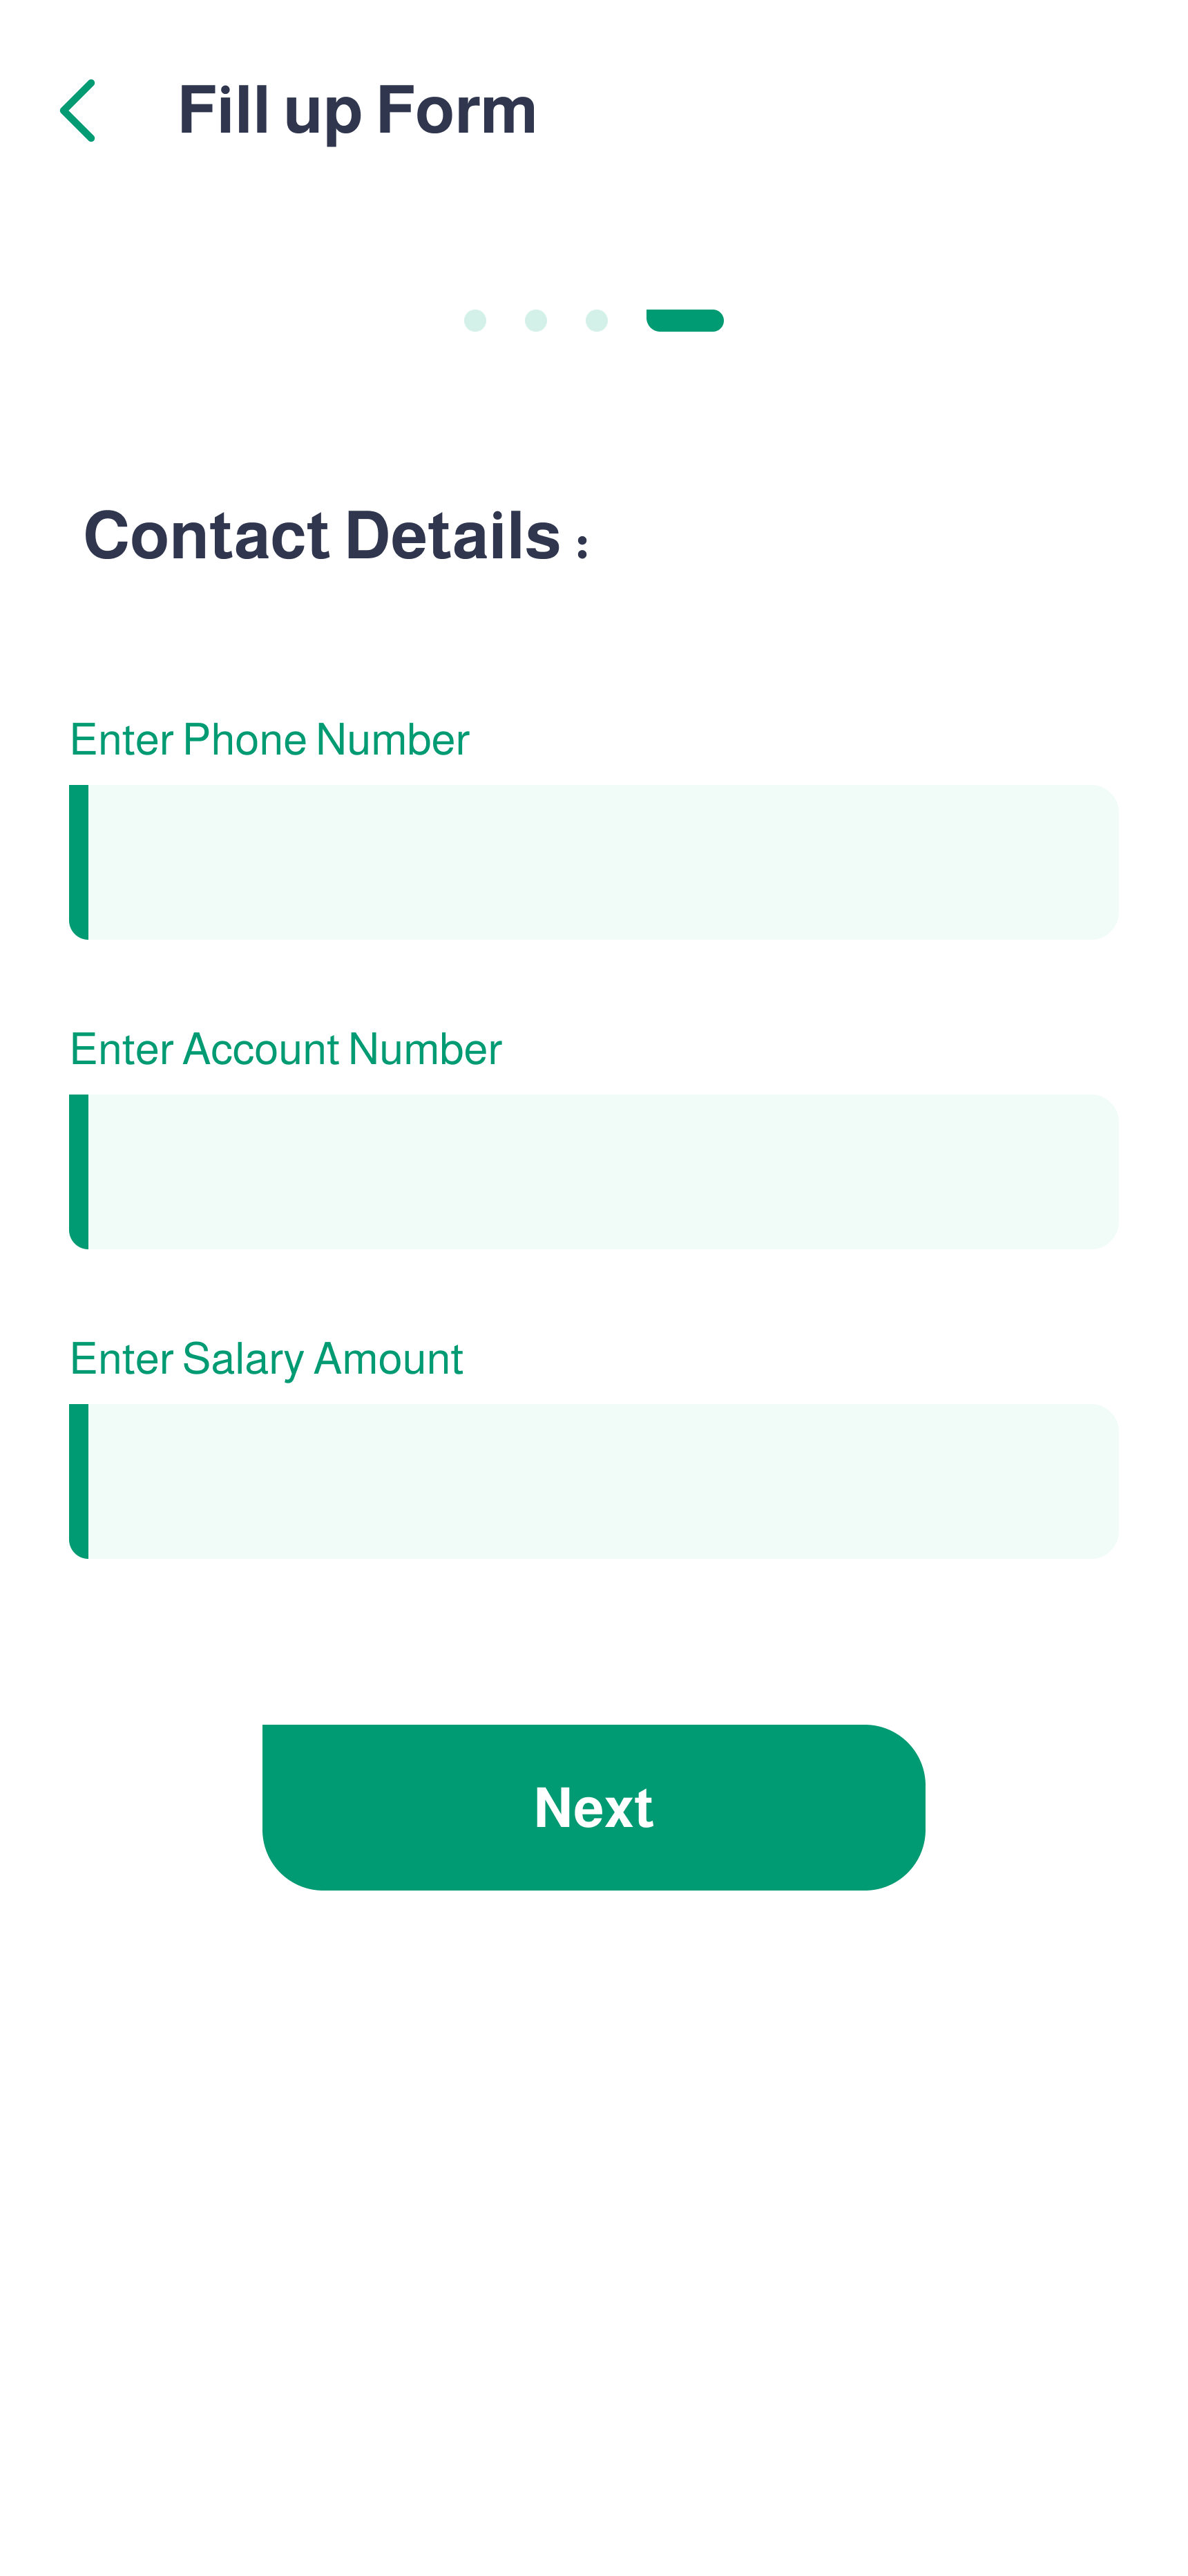 Fill up Form
Contact Details :
Enter Phone Number
Enter Account Number
Enter Salary Amount
Next